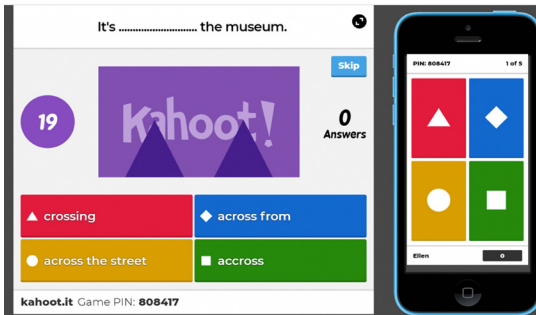 It's .............................. the museum.
Skip
19
Kahoot!
0
Answers
crossing
across from
across the street
accross
kahoot.it Game PIN: 808417
PIN: 808417
1 of 5
Ellen
0